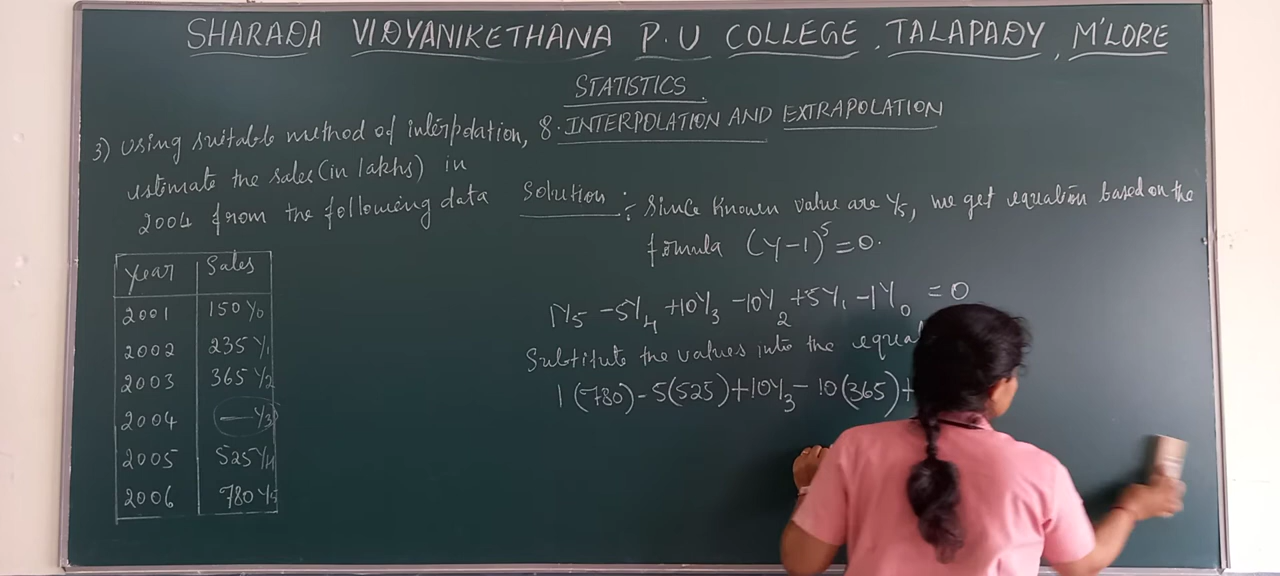 SHARADA VIDYANIKETHANA P.U COLLEGE, TALAPADY, M'LORE
STATISTICS.
8. INTERPOLATION AND EXTRAPOLATION
3) Using suitable method of interpolation,
estimate the sales (in lakhs) in
2004 from the following data
Year Sales
2001 150 Y₀
2002 235 Y₁
2003 365 Y₂
2004 — Y₃
2005 525 Y₄
2006 780 Y₅
Solution :- Since known value are Y₅, we get equation based on the
formula (Y-1)⁵=0.
1Y₅ -5Y₄ +10Y₃ -10Y₂ +5Y₁ -1Y₀ = 0
Substitute the values into the
1(780) - 5(525) + 10Y₃ - 10(365) +